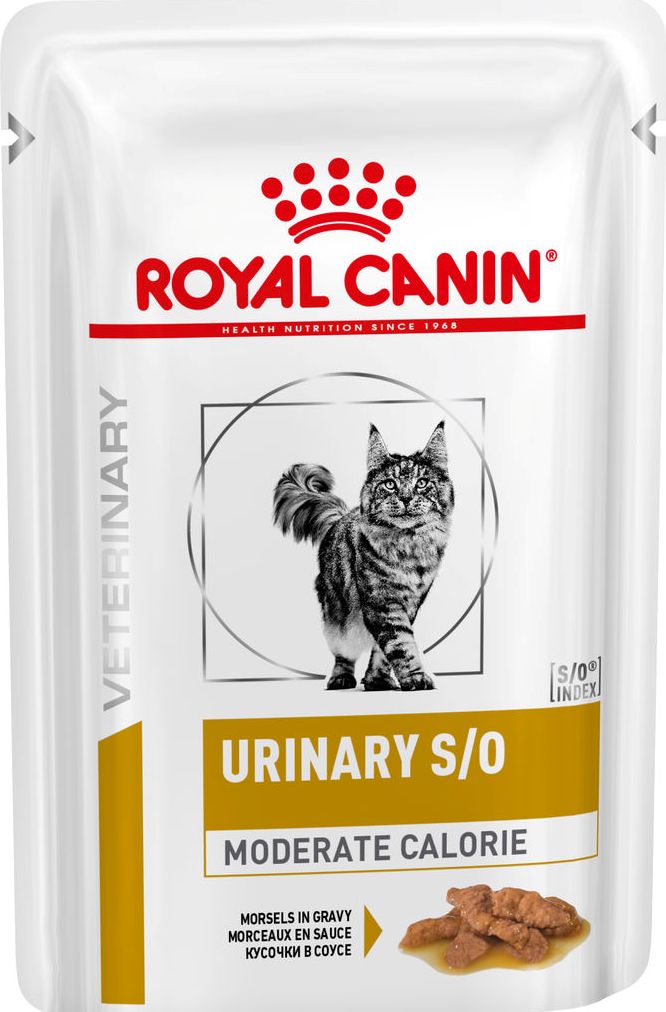 ROYAL CANIN®
HEALTH NUTRITION SINCE 1968
VETERINARY
[S/O®
INDEX]
URINARY S/O
MODERATE CALORIE
MORSELS IN GRAVY
MORCEAUX EN SAUCE
КУСОЧКИ В СОУСЕ